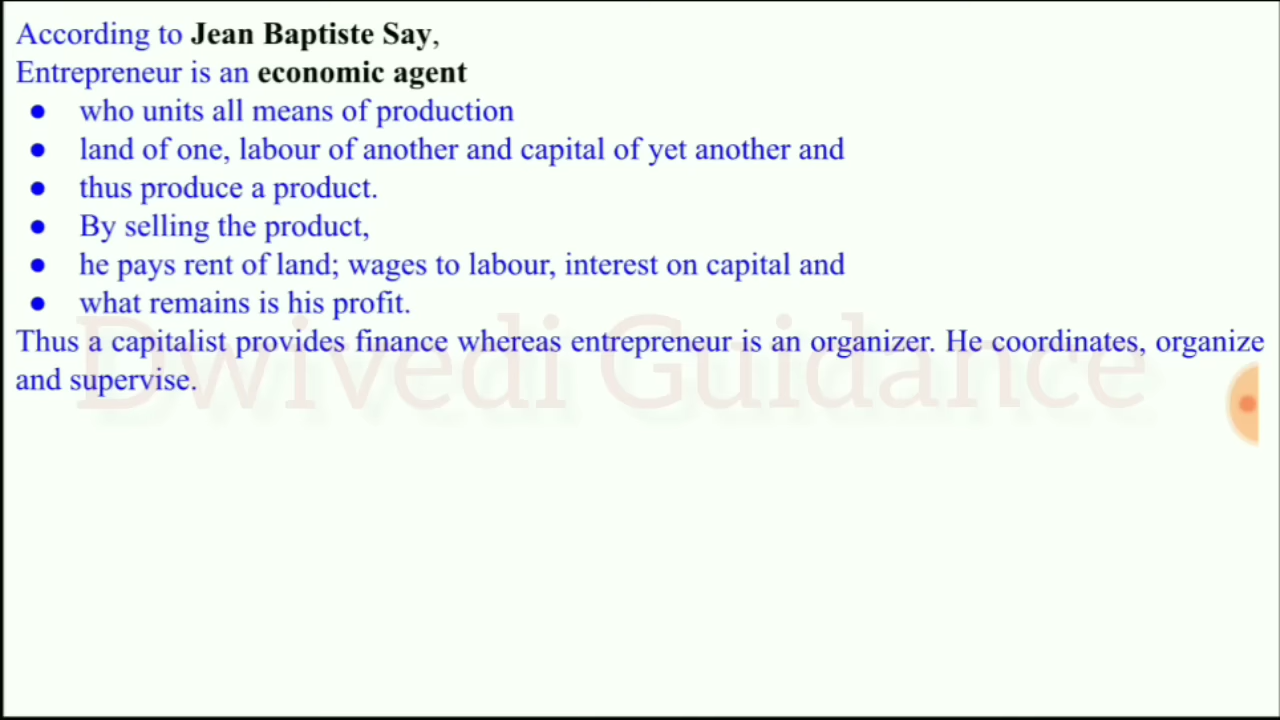 According to Jean Baptiste Say,
Entrepreneur is an economic agent
● who units all means of production
● land of one, labour of another and capital of yet another and
● thus produce a product.
● By selling the product,
● he pays rent of land; wages to labour, interest on capital and
● what remains is his profit.
Thus a capitalist provides finance whereas entrepreneur is an organizer. He coordinates, organize
and supervise.
Dwivedi Guidance